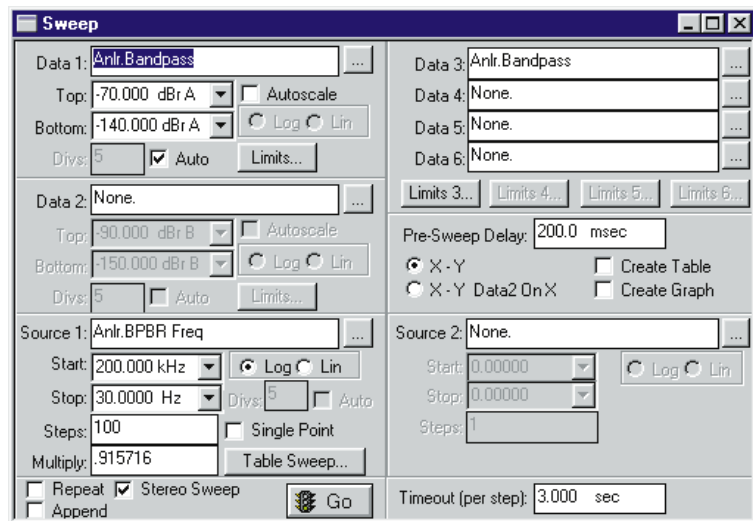 Sweep
Data 1: Anlr.Bandpass ...
Top: -70.000 dBr A Autoscale
Bottom: -140.000 dBr A Log Lin
Divs: 5 Auto Limits...
Data 2: None. ...
Top: -90.000 dBr B Autoscale
Bottom: -150.000 dBr B Log Lin
Divs: 5 Auto Limits...
Source 1: Anlr.BPBR Freq ...
Start: 200.000 kHz Log Lin
Stop: 30.0000 Hz Divs: 5 Auto
Steps: 100 Single Point
Multiply: .915716 Table Sweep...
Repeat Stereo Sweep
Append Go
Data 3: Anlr.Bandpass ...
Data 4: None. ...
Data 5: None. ...
Data 6: None. ...
Limits 3... Limits 4... Limits 5... Limits 6...
Pre-Sweep Delay: 200.0 msec
X - Y Create Table
X - Y Data2 On X Create Graph
Source 2: None. ...
Start: 0.00000 Log Lin
Stop: 0.00000
Steps: 1
Timeout (per step): 3.000 sec